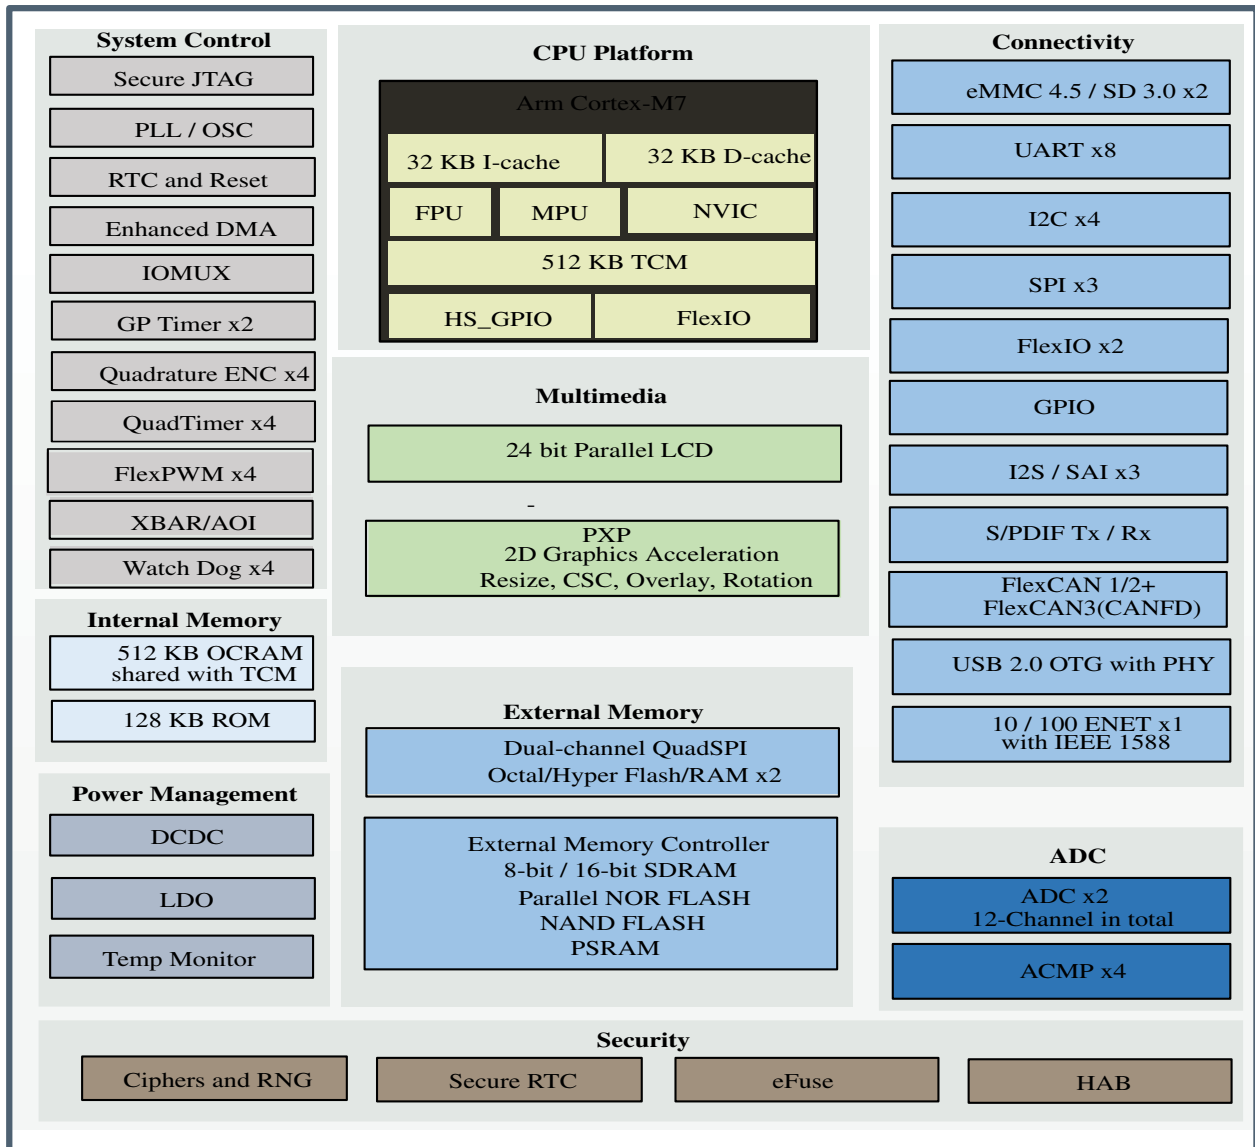 System Control
Secure JTAG
PLL / OSC
RTC and Reset
Enhanced DMA
IOMUX
GP Timer x2
Quadrature ENC x4
QuadTimer x4
FlexPWM x4
XBAR/AOI
Watch Dog x4
Internal Memory
512 KB OCRAM
shared with TCM
128 KB ROM
Power Management
DCDC
LDO
Temp Monitor
CPU Platform
Arm Cortex-M7
32 KB I-cache
32 KB D-cache
FPU
MPU
NVIC
512 KB TCM
HS_GPIO
FlexIO
Multimedia
24 bit Parallel LCD
-
PXP
2D Graphics Acceleration
Resize, CSC, Overlay, Rotation
External Memory
Dual-channel QuadSPI
Octal/Hyper Flash/RAM x2
External Memory Controller
8-bit / 16-bit SDRAM
Parallel NOR FLASH
NAND FLASH
PSRAM
Connectivity
eMMC 4.5 / SD 3.0 x2
UART x8
I2C x4
SPI x3
FlexIO x2
GPIO
I2S / SAI x3
S/PDIF Tx / Rx
FlexCAN 1/2+
FlexCAN3(CANFD)
USB 2.0 OTG with PHY
10 / 100 ENET x1
with IEEE 1588
ADC
ADC x2
12-Channel in total
ACMP x4
Security
Ciphers and RNG
Secure RTC
eFuse
HAB